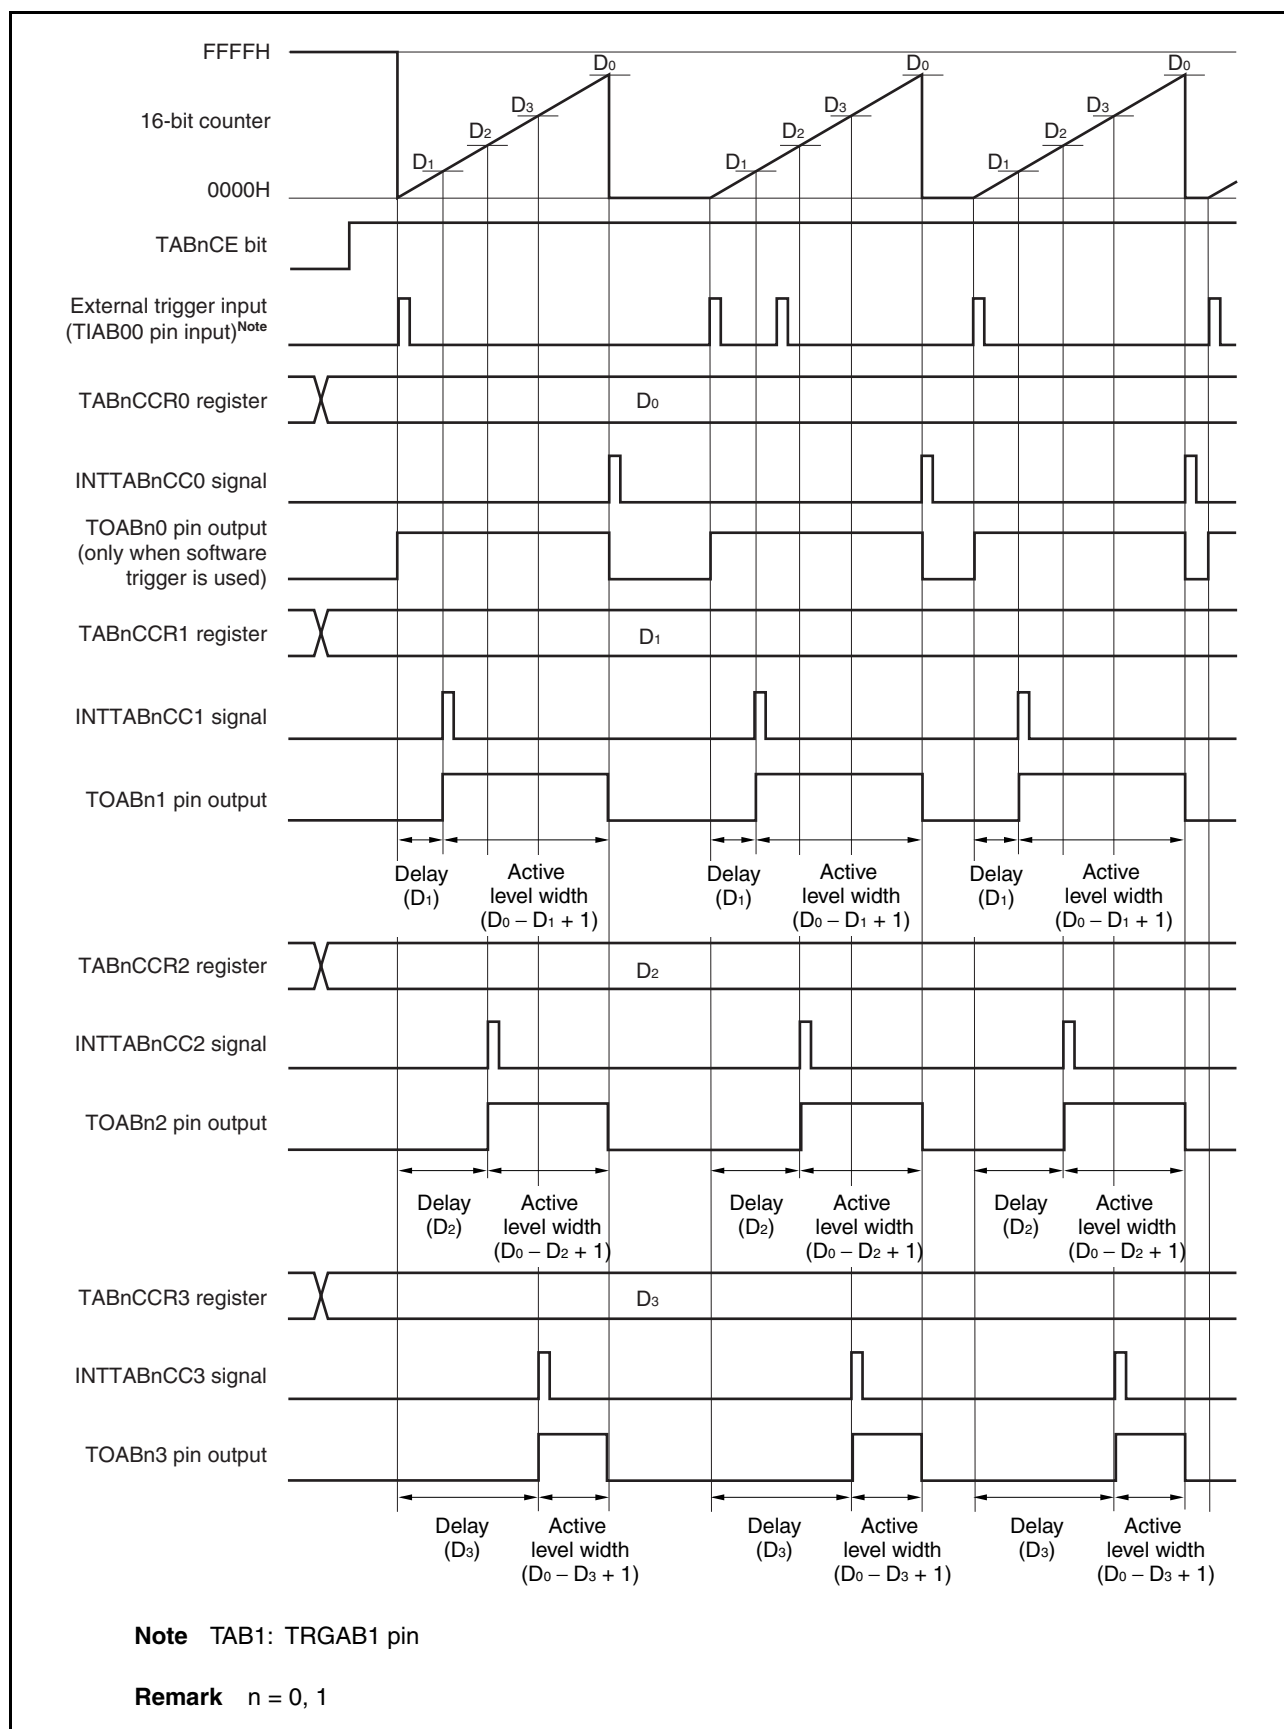 FFFFH
D0 D0 D0
D3 D3 D3
16-bit counter
D2 D2 D2
D1 D1 D1
0000H
TABnCE bit
External trigger input
(TIAB00 pin input)Note
TABnCCR0 register
D0
INTTABnCC0 signal
TOABn0 pin output
(only when software
trigger is used)
TABnCCR1 register
D1
INTTABnCC1 signal
TOABn1 pin output
Delay Active Delay Active Delay Active
(D1) level width (D1) level width (D1) level width
(D0 – D1 + 1) (D0 – D1 + 1) (D0 – D1 + 1)
TABnCCR2 register
D2
INTTABnCC2 signal
TOABn2 pin output
Delay Active Delay Active Delay Active
(D2) level width (D2) level width (D2) level width
(D0 – D2 + 1) (D0 – D2 + 1) (D0 – D2 + 1)
TABnCCR3 register
D3
INTTABnCC3 signal
TOABn3 pin output
Delay Active Delay Active Delay Active
(D3) level width (D3) level width (D3) level width
(D0 – D3 + 1) (D0 – D3 + 1) (D0 – D3 + 1)
Note TAB1: TRGAB1 pin
Remark n = 0, 1